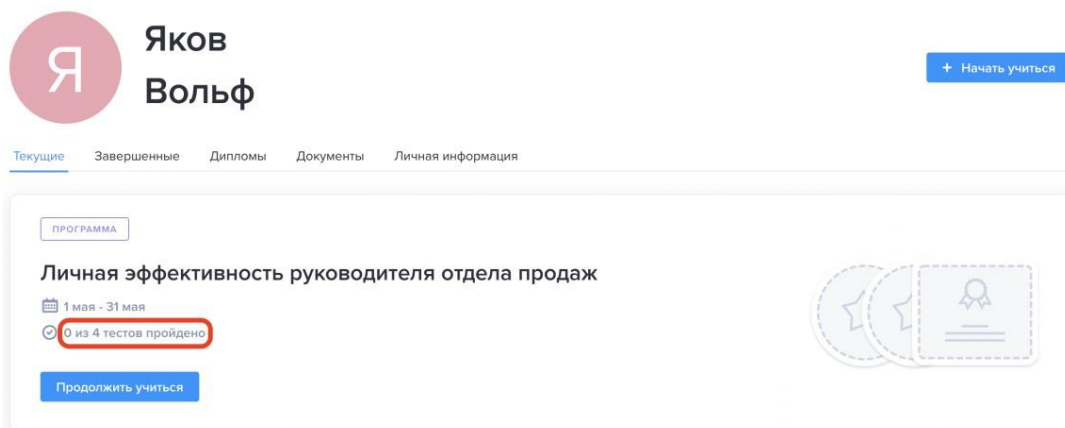 Я
Яков
Вольф
+ Начать учиться
Текущие Завершенные Дипломы Документы Личная информация
ПРОГРАММА
Личная эффективность руководителя отдела продаж
1 мая - 31 мая
0 из 4 тестов пройдено
Продолжить учиться